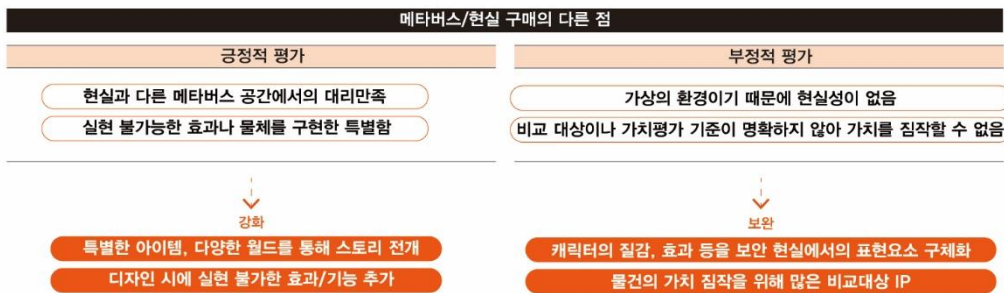 메타버스/현실 구매의 다른 점
긍정적 평가
현실과 다른 메타버스 공간에서의 대리만족
실현 불가능한 효과나 물체를 구현한 특별함
강화
특별한 아이템, 다양한 월드를 통해 스토리 전개
디자인 시에 실현 불가한 효과/기능 추가
부정적 평가
가상의 환경이기 때문에 현실성이 없음
비교 대상이나 가치평가 기준이 명확하지 않아 가치를 짐작할 수 없음
보완
캐릭터의 질감, 효과 등을 보안 현실에서의 표현요소 구체화
물건의 가치 짐작을 위해 많은 비교대상 IP